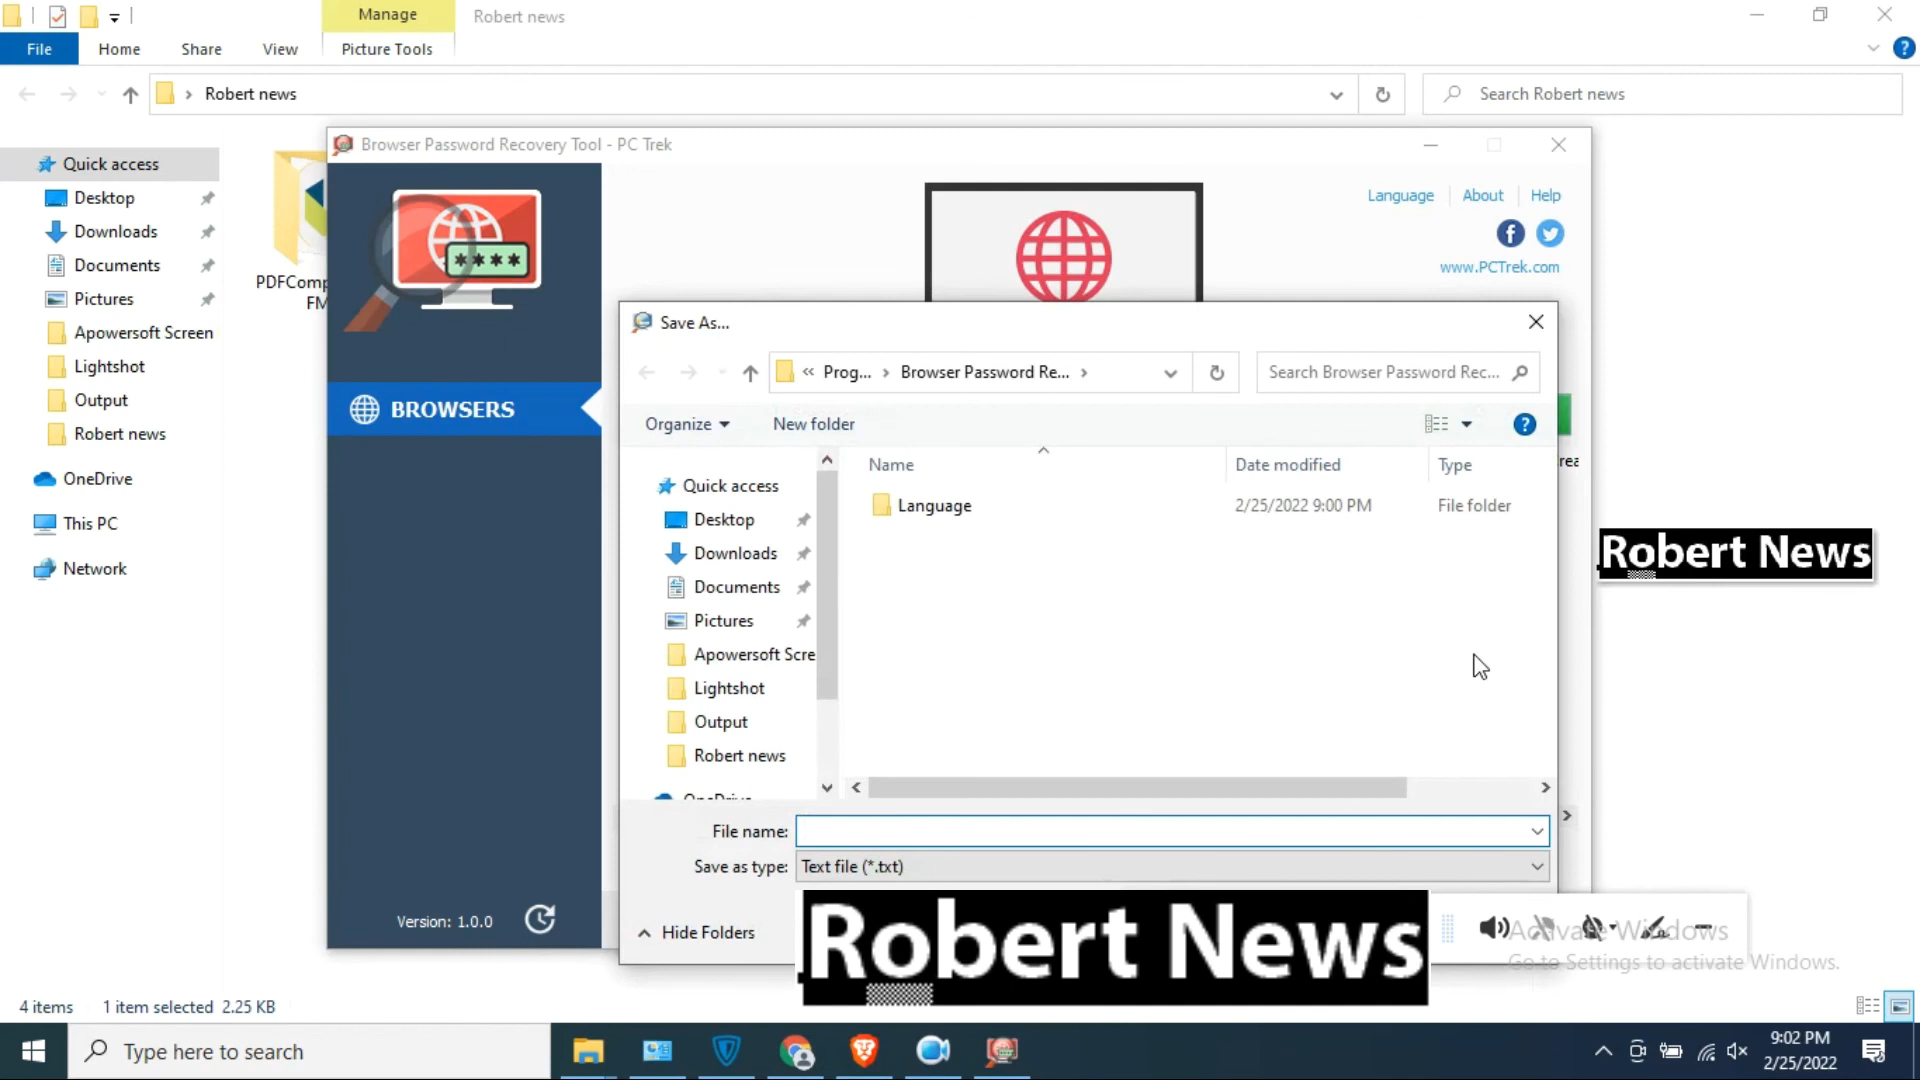 Manage
Robert news
File
Home
Share
View
Picture Tools
Robert news
Search Robert news
Quick access
Desktop
Downloads
Documents
Pictures
Apowersoft Screen
Lightshot
Output
Robert news
OneDrive
This PC
Network
PDFComp
FM
Browser Password Recovery Tool - PC Trek
Language
About
Help
www.PCTrek.com
****
BROWSERS
Version: 1.0.0
Save As...
« Prog... › Browser Password Re... ›
Search Browser Password Rec...
Organize
New folder
Name
Date modified
Type
Language
2/25/2022 9:00 PM
File folder
Quick access
Desktop
Downloads
Documents
Pictures
Apowersoft Scre
Lightshot
Output
Robert news
OneDrive
File name:
Save as type:
Text file (*.txt)
Hide Folders
Robert News
Robert News
Activate Windows
Go to Settings to activate Windows.
4 items
1 item selected 2.25 KB
Type here to search
9:02 PM
2/25/2022